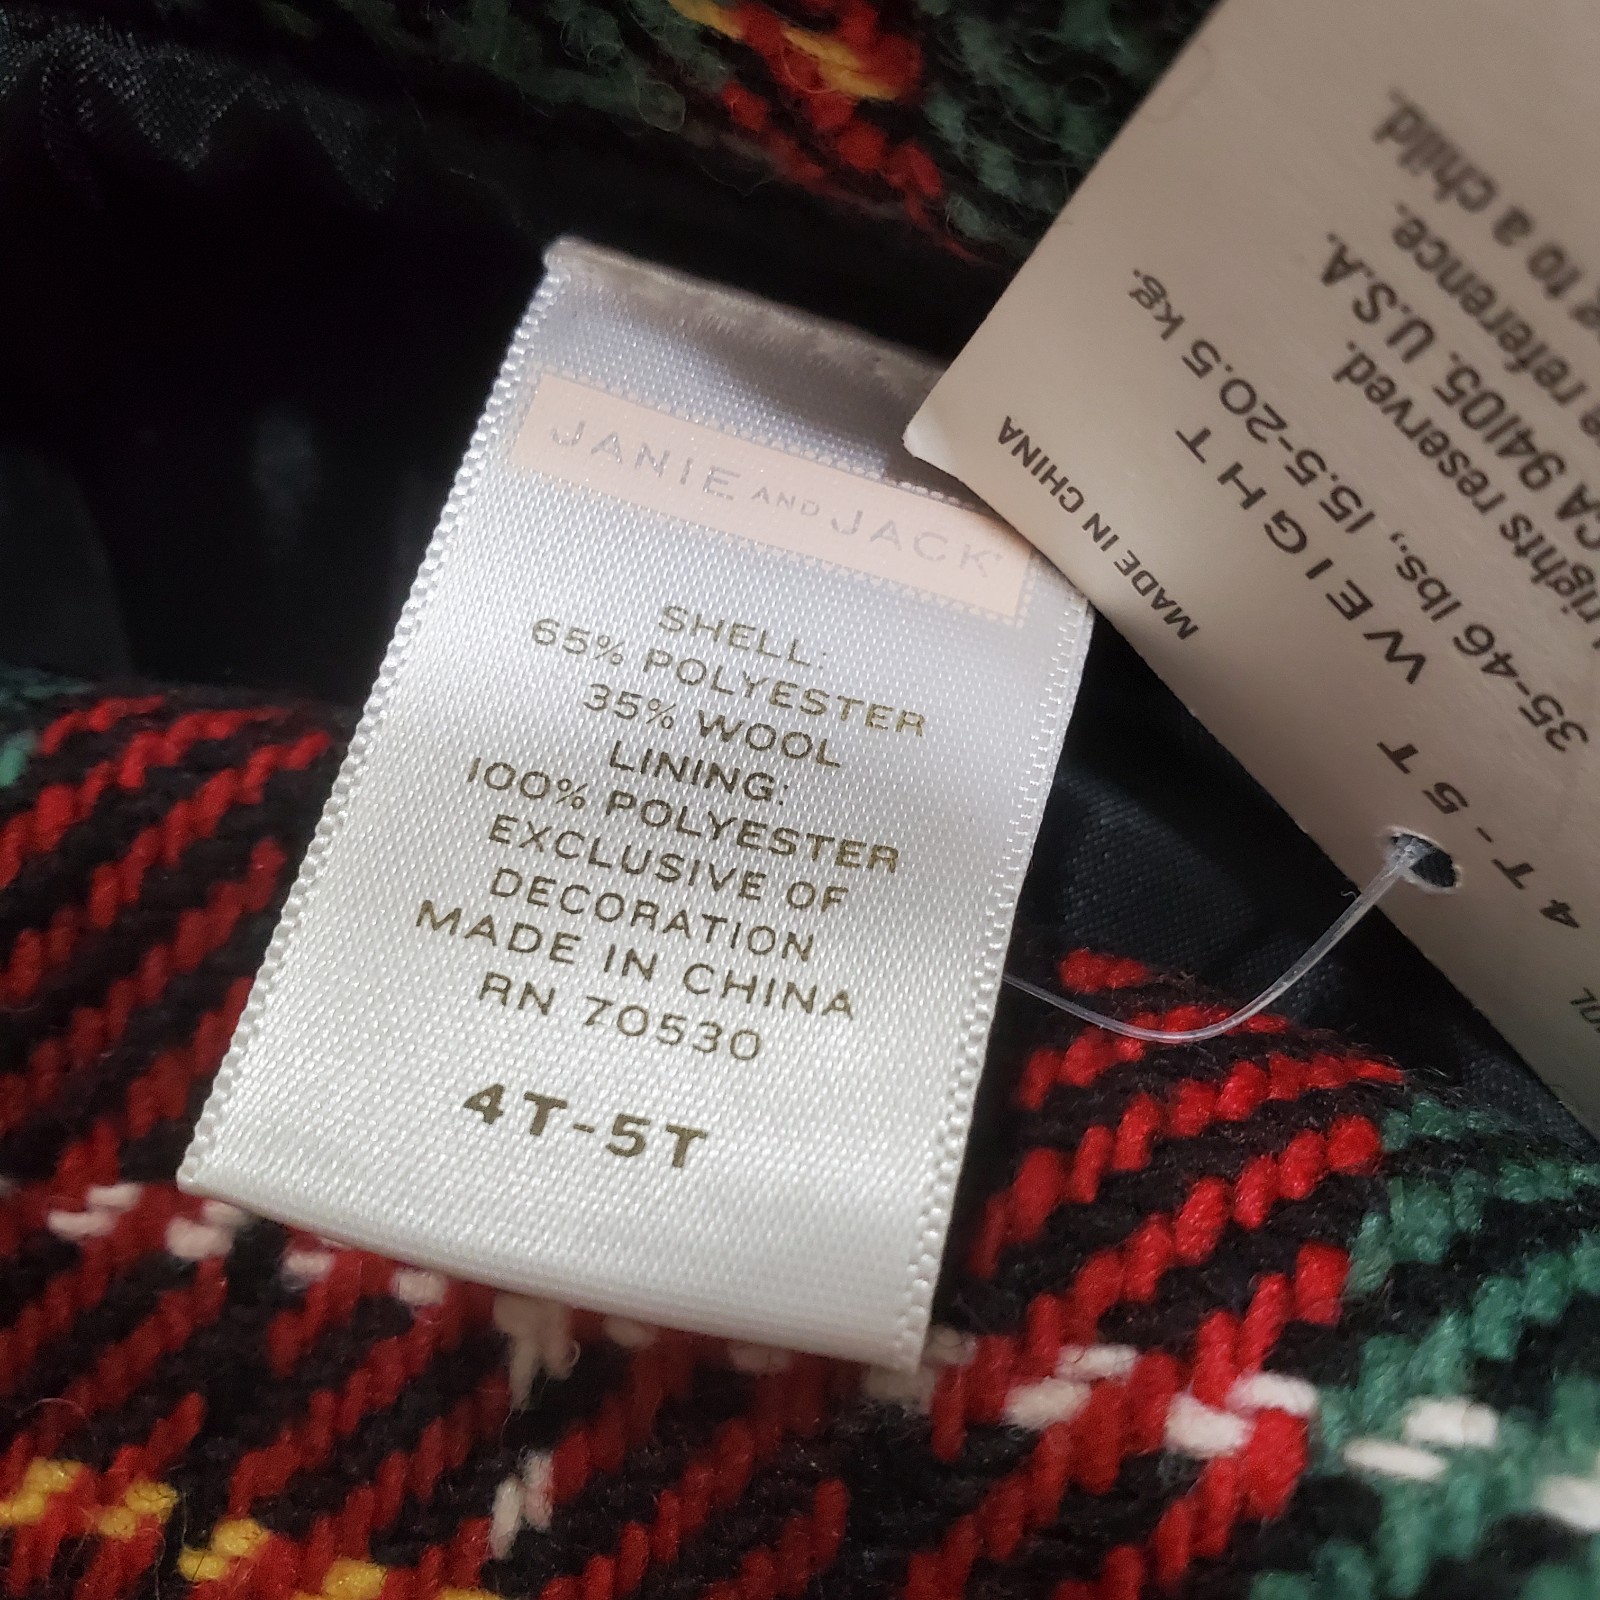 JANIE AND JACK
SHELL:
65% POLYESTER
35% WOOL
LINING:
100% POLYESTER
EXCLUSIVE OF
DECORATION
MADE IN CHINA
RN 70530
4T-5T
4T-5T WEIGHT
35-46 lbs., 15.5-20.5 kg.
MADE IN CHINA
rights reserved.
CA 94105. U.S.A.
reference.
to a child.